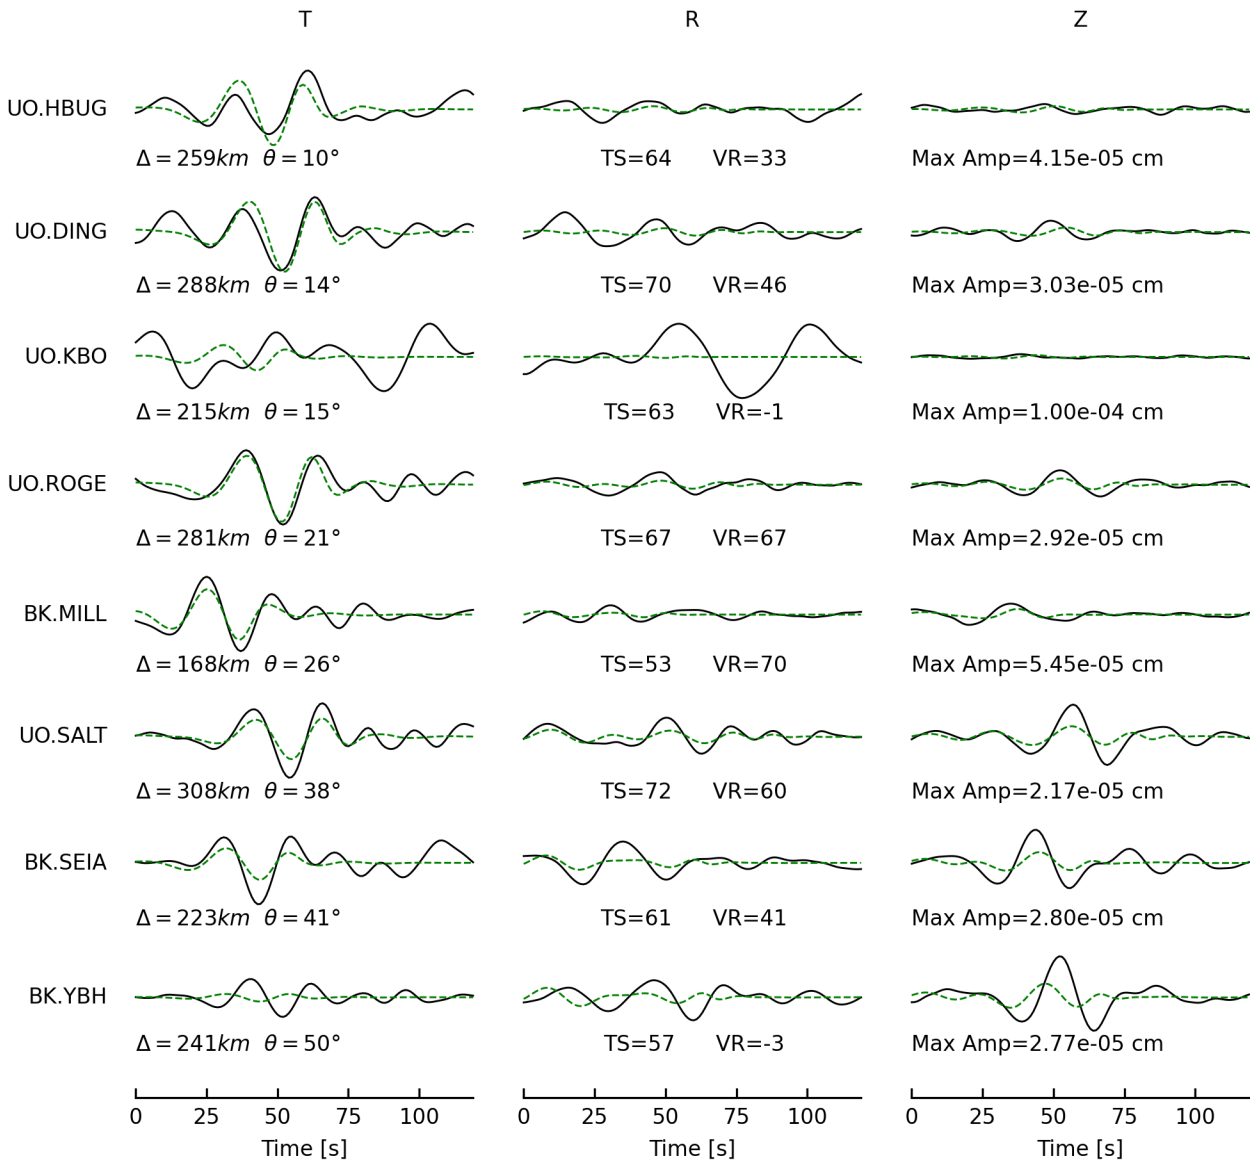 T R Z
UO.HBUG
Δ = 259km θ = 10° TS=64 VR=33 Max Amp=4.15e-05 cm
UO.DING
Δ = 288km θ = 14° TS=70 VR=46 Max Amp=3.03e-05 cm
UO.KBO
Δ = 215km θ = 15° TS=63 VR=-1 Max Amp=1.00e-04 cm
UO.ROGE
Δ = 281km θ = 21° TS=67 VR=67 Max Amp=2.92e-05 cm
BK.MILL
Δ = 168km θ = 26° TS=53 VR=70 Max Amp=5.45e-05 cm
UO.SALT
Δ = 308km θ = 38° TS=72 VR=60 Max Amp=2.17e-05 cm
BK.SEIA
Δ = 223km θ = 41° TS=61 VR=41 Max Amp=2.80e-05 cm
BK.YBH
Δ = 241km θ = 50° TS=57 VR=-3 Max Amp=2.77e-05 cm
0 25 50 75 100 0 25 50 75 100 0 25 50 75 100
Time [s] Time [s] Time [s]